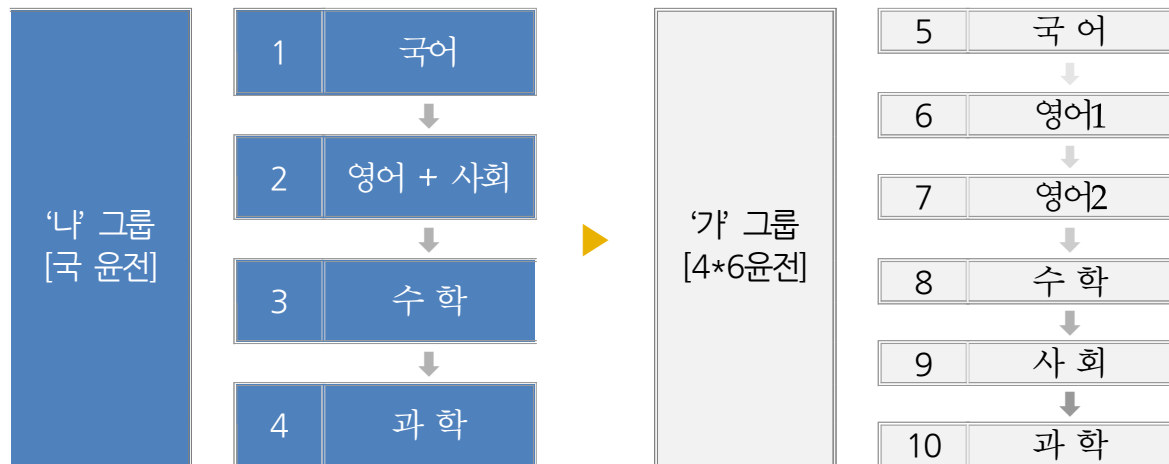 ‘나’ 그룹
[국 윤전]
1 국어
2 영어 + 사회
3 수 학
4 과 학
‘가’ 그룹
[4*6윤전]
5 국 어
6 영어1
7 영어2
8 수 학
9 사 회
10 과 학